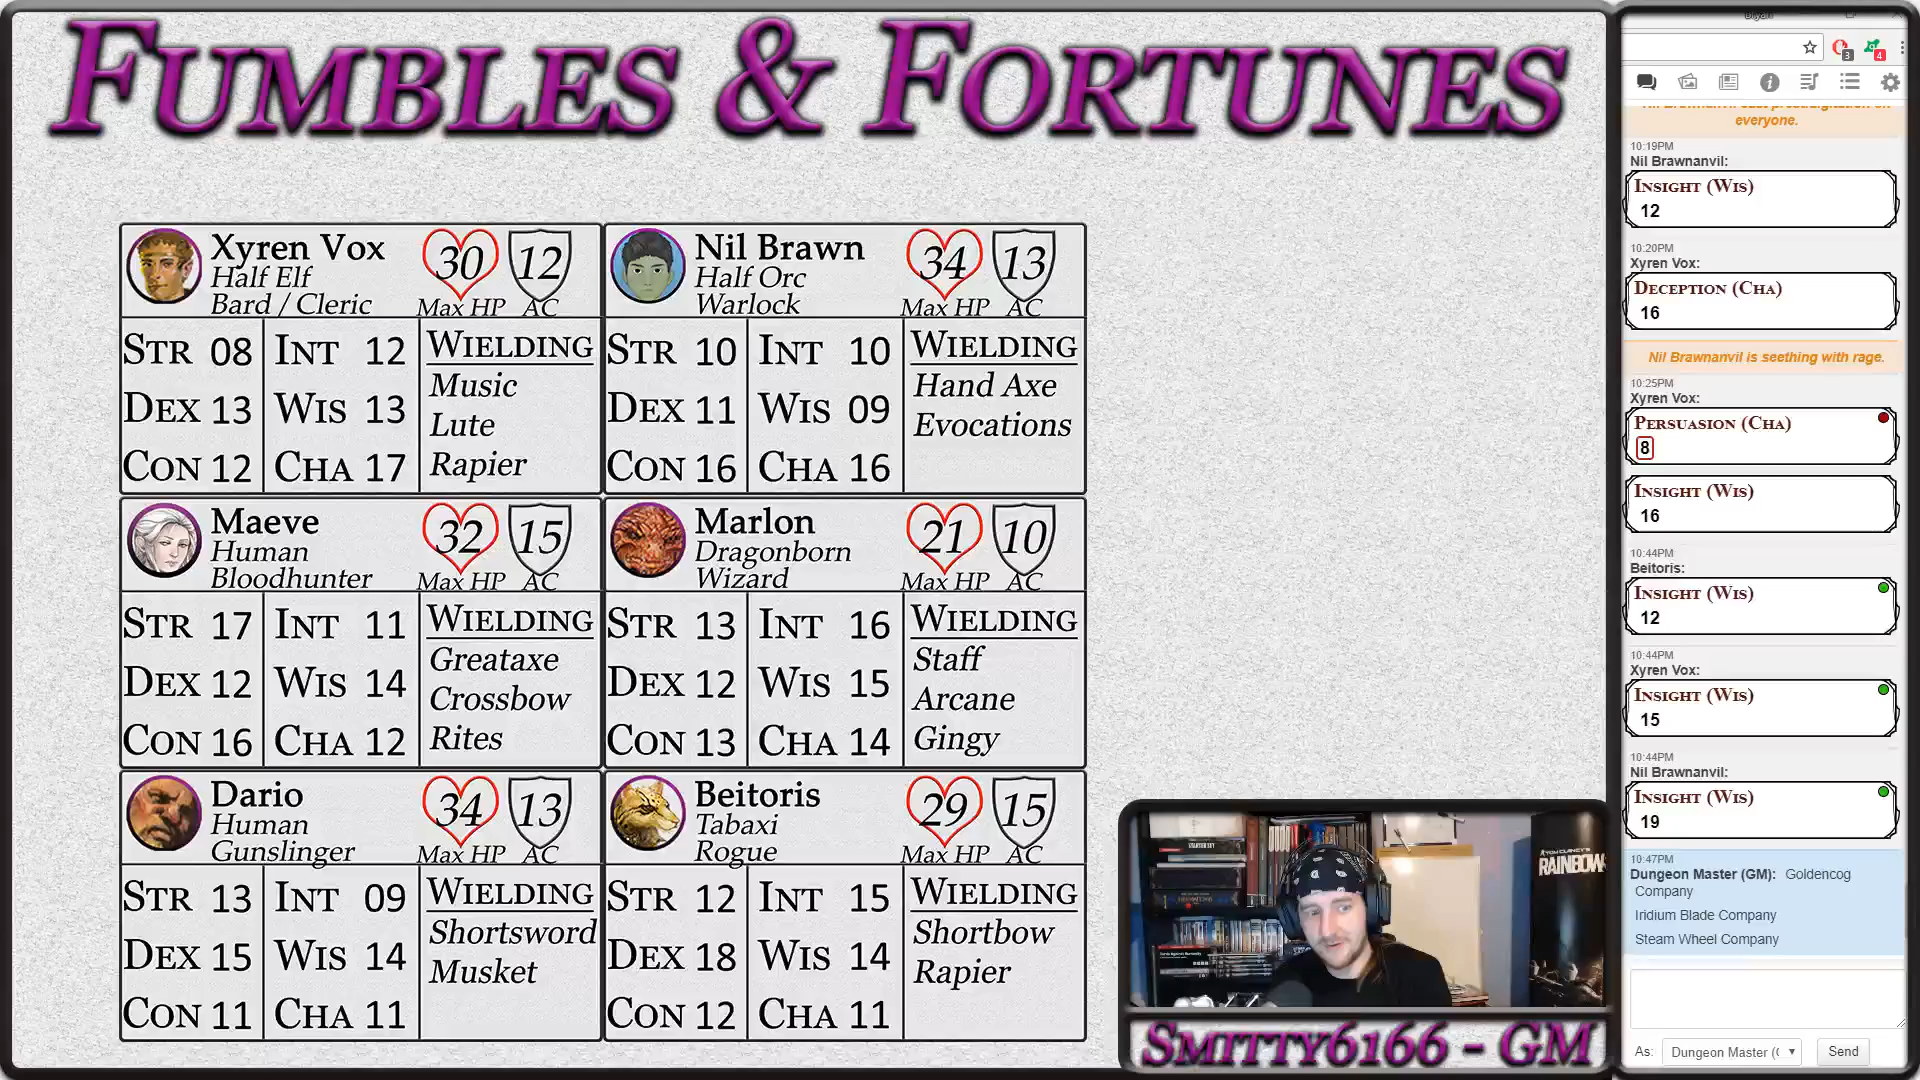 FUMBLES & FORTUNES
Xyren Vox
Half Elf
Bard / Cleric
30
Max HP
12
AC
STR 08
INT 12
DEX 13
WIS 13
CON 12
CHA 17
WIELDING
Music
Lute
Rapier
Nil Brawn
Half Orc
Warlock
34
Max HP
13
AC
STR 10
INT 10
DEX 11
WIS 09
CON 16
CHA 16
WIELDING
Hand Axe
Evocations
Maeve
Human
Bloodhunter
32
Max HP
15
AC
STR 17
INT 11
DEX 12
WIS 14
CON 16
CHA 12
WIELDING
Greataxe
Crossbow
Rites
Marlon
Dragonborn
Wizard
21
Max HP
10
AC
STR 13
INT 16
DEX 12
WIS 15
CON 13
CHA 14
WIELDING
Staff
Arcane
Gingy
Dario
Human
Gunslinger
34
Max HP
13
AC
STR 13
INT 09
DEX 15
WIS 14
CON 11
CHA 11
WIELDING
Shortsword
Musket
Beitoris
Tabaxi
Rogue
29
Max HP
15
AC
STR 12
INT 15
DEX 18
WIS 14
CON 12
CHA 11
WIELDING
Shortbow
Rapier
STARTER SET
TOM CLANCY'S
RAINBOW
SMITTY6166 - GM
3
4
everyone.
10:19PM
Nil Brawnanvil:
INSIGHT (WIS)
12
10:20PM
Xyren Vox:
DECEPTION (CHA)
16
Nil Brawnanvil is seething with rage.
10:25PM
Xyren Vox:
PERSUASION (CHA)
8
INSIGHT (WIS)
16
10:44PM
Beitoris:
INSIGHT (WIS)
12
10:44PM
Xyren Vox:
INSIGHT (WIS)
15
10:44PM
Nil Brawnanvil:
INSIGHT (WIS)
19
10:47PM
Dungeon Master (GM): Goldencog
Company
Iridium Blade Company
Steam Wheel Company
As: Dungeon Master (
Send